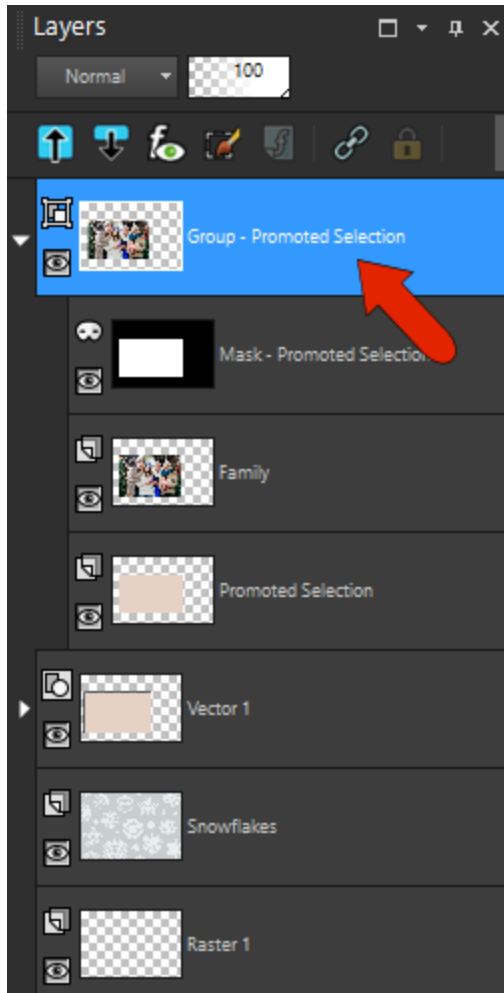 Layers
Normal
100
Group - Promoted Selection
Mask - Promoted Selection
Family
Promoted Selection
Vector 1
Snowflakes
Raster 1